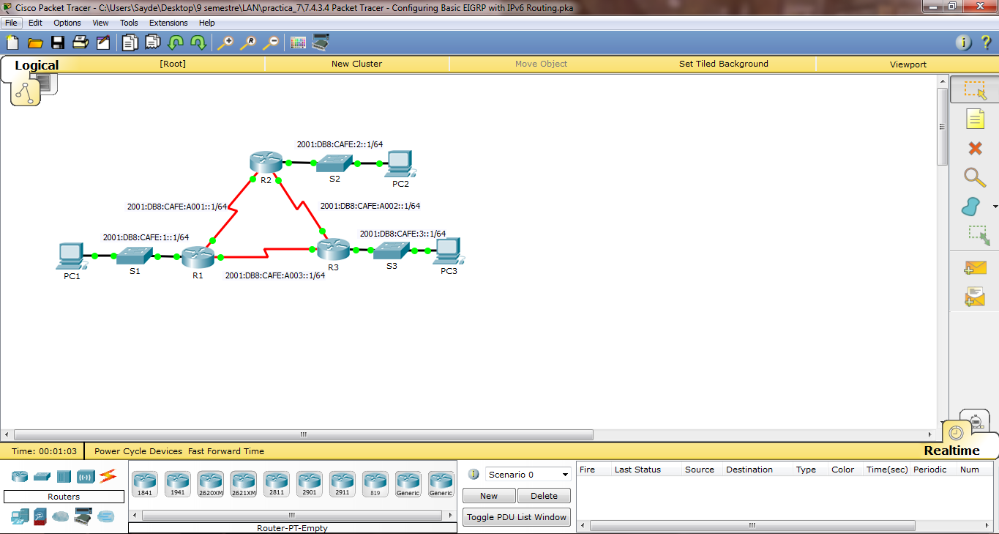 Cisco Packet Tracer - C:\Users\Sayde\Desktop\9 semestre\LAN\practica_7\7.4.3.4 Packet Tracer - Configuring Basic EIGRP with IPv6 Routing.pka
File Edit Options View Tools Extensions Help
R
i ?
Logical [Root] New Cluster Move Object Set Tiled Background Viewport
2001:DB8:CAFE:2::1/64
R2 S2 PC2
2001:DB8:CAFE:A001::1/64 2001:DB8:CAFE:A002::1/64
2001:DB8:CAFE:1::1/64 2001:DB8:CAFE:3::1/64
PC1 S1 R1 R3 S3 PC3
2001:DB8:CAFE:A003::1/64
Time: 00:01:03 Power Cycle Devices Fast Forward Time Realtime
Routers
1841 1941 2620XM 2621XM 2811 2901 2911 819 Generic Generic
Router-PT-Empty
i Scenario 0
New Delete
Toggle PDU List Window
Fire Last Status Source Destination Type Color Time(sec) Periodic Num